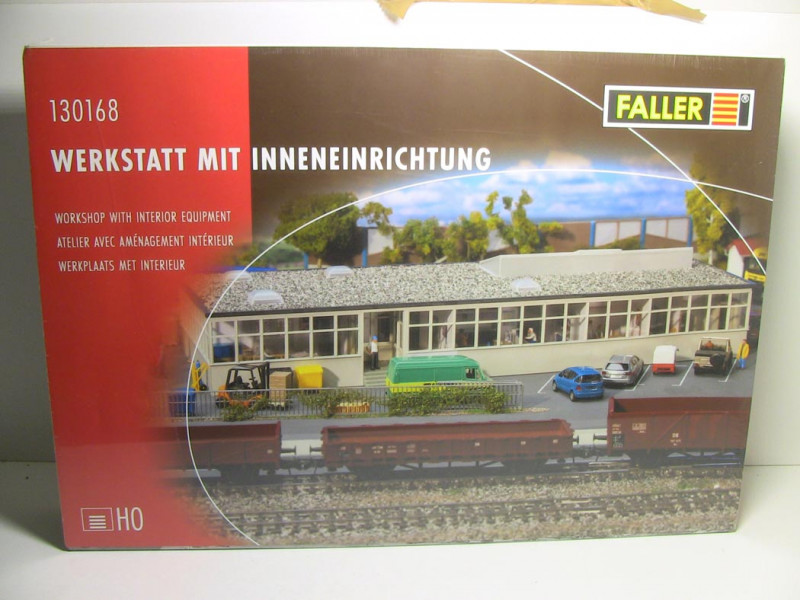 130168
FALLER
WERKSTATT MIT INNENEINRICHTUNG
WORKSHOP WITH INTERIOR EQUIPMENT
ATELIER AVEC AMÉNAGEMENT INTÉRIEUR
WERKPLAATS MET INTERIEUR
H0